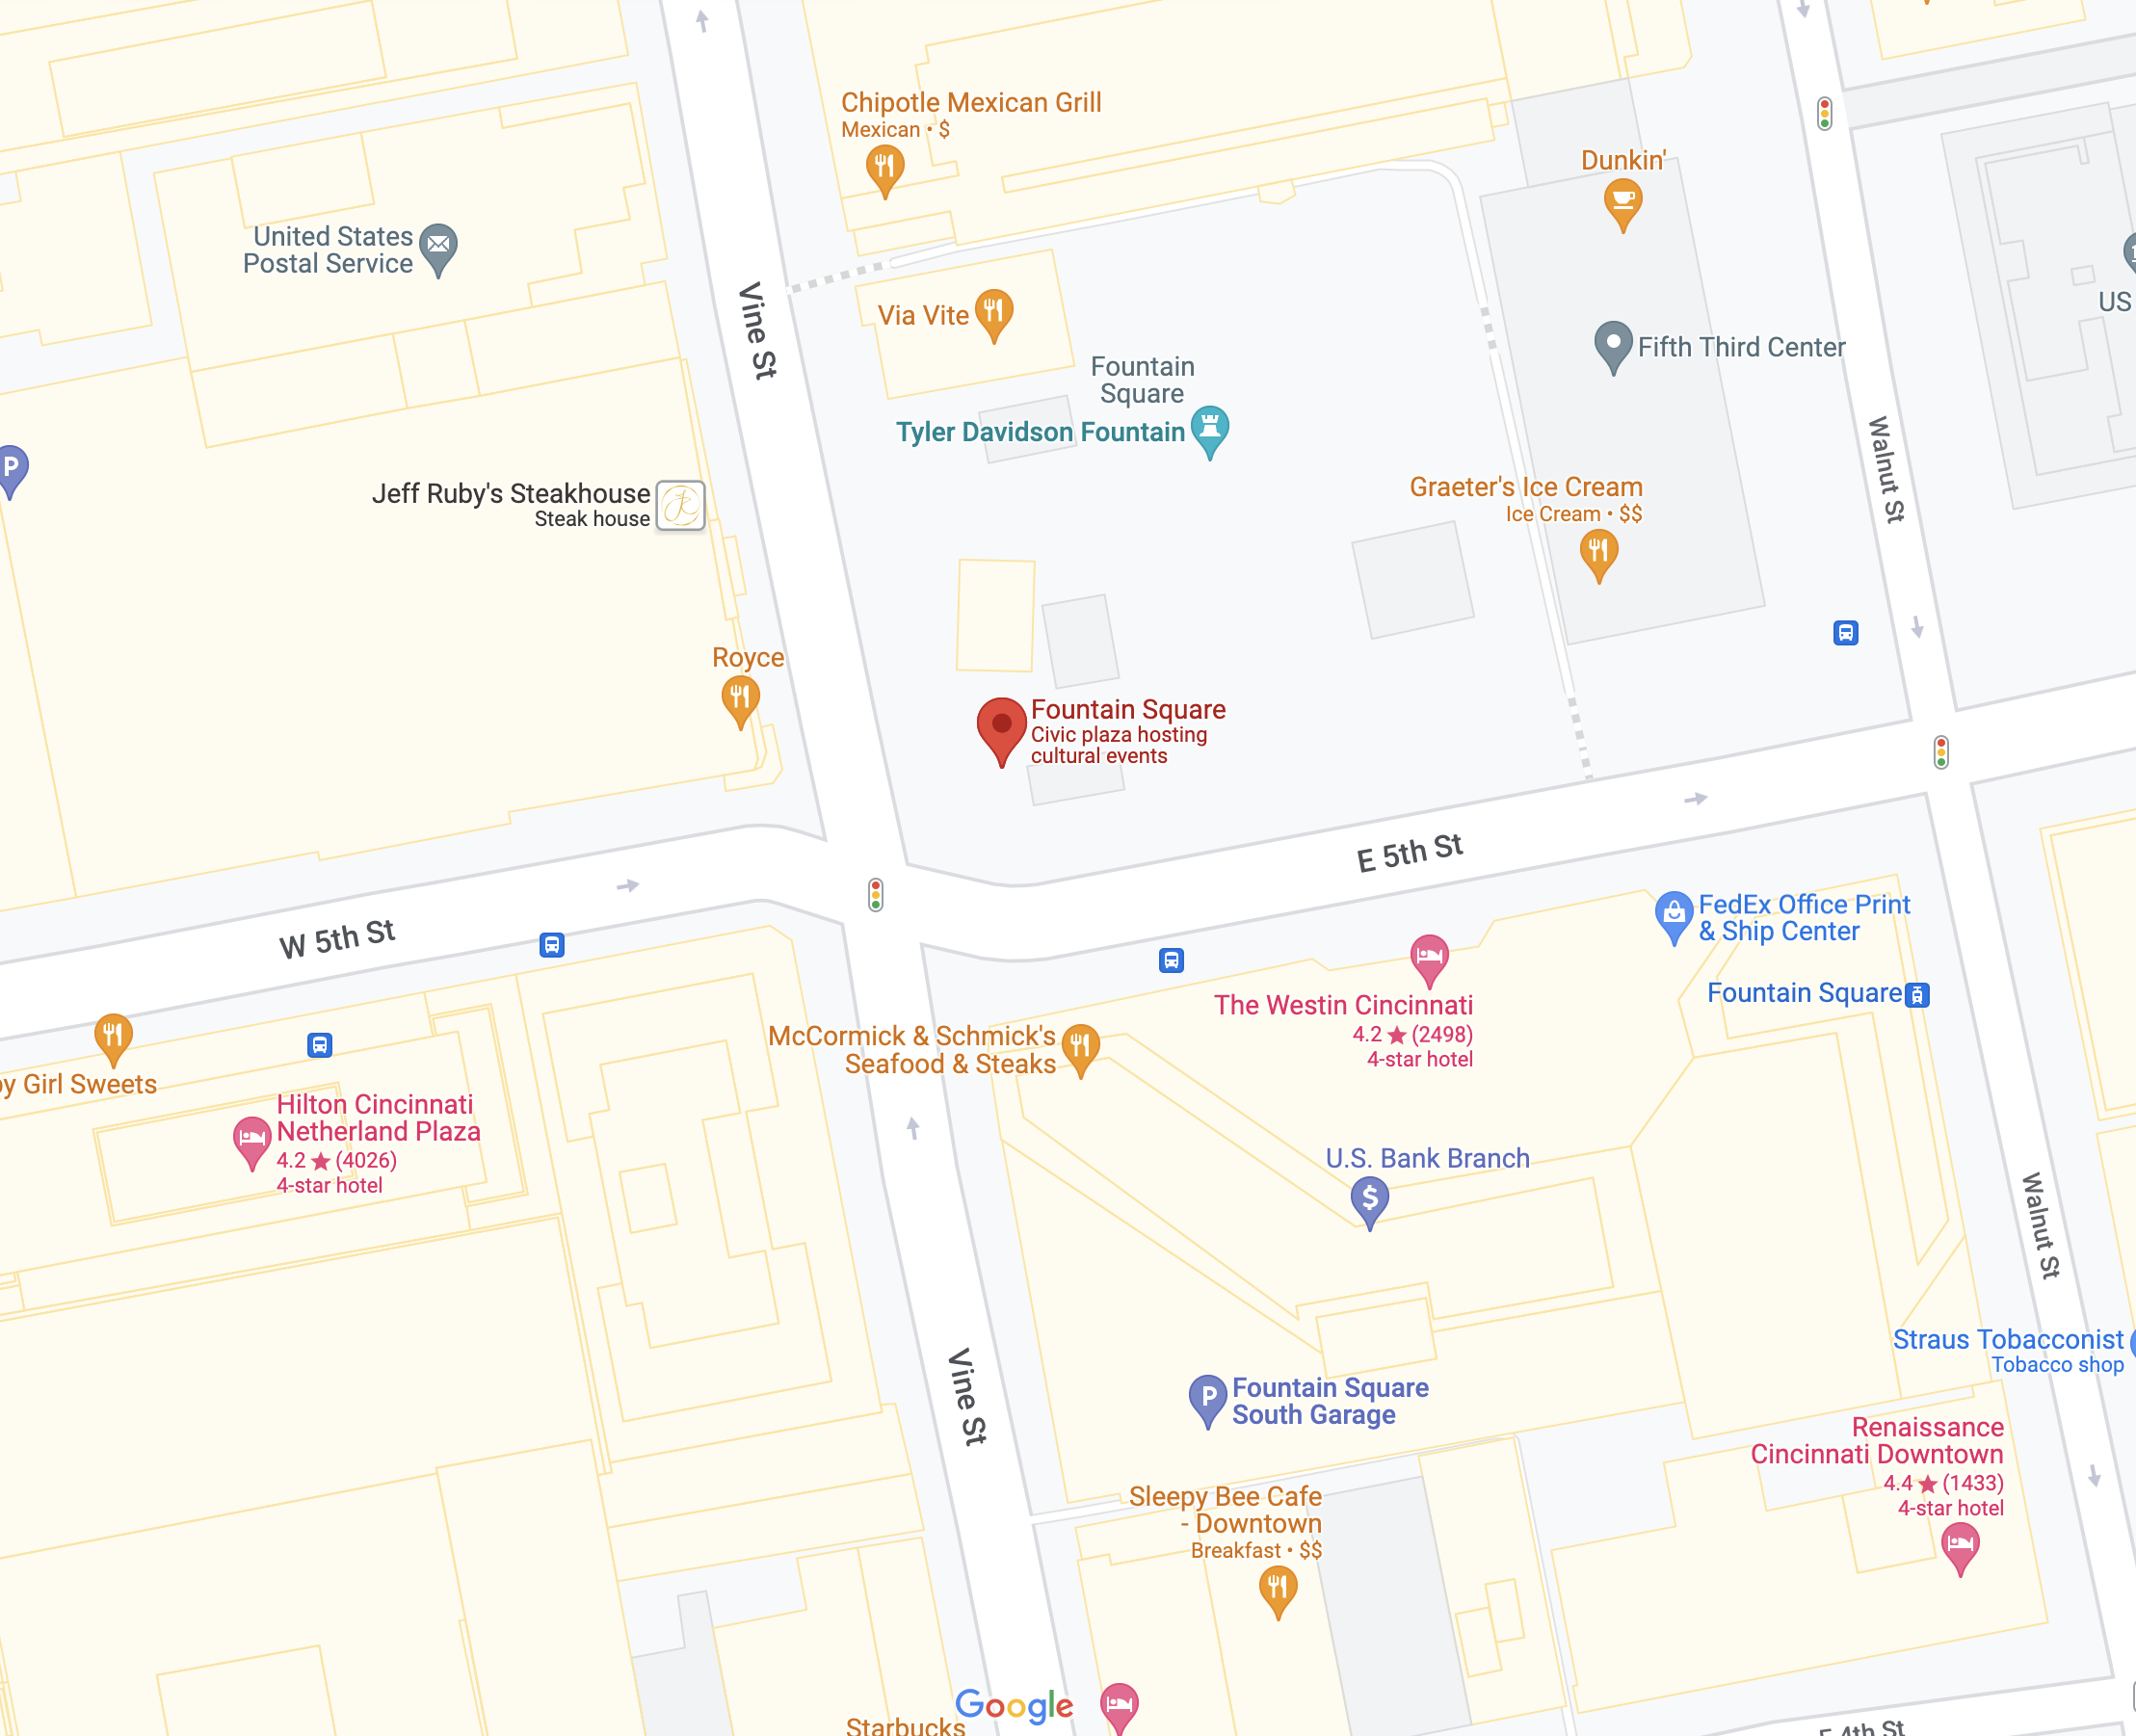 Chipotle Mexican Grill
Mexican • $
Dunkin'
United States
Postal Service
US
Vine St
Via Vite
Fifth Third Center
Fountain
Square
Tyler Davidson Fountain
Walnut St
P
Jeff Ruby's Steakhouse
Steak house
JR
Graeter's Ice Cream
Ice Cream • $$
Royce
Fountain Square
Civic plaza hosting
cultural events
E 5th St
W 5th St
FedEx Office Print
& Ship Center
Fountain Square
The Westin Cincinnati
4.2 ★ (2498)
4-star hotel
McCormick & Schmick's
Seafood & Steaks
y Girl Sweets
Hilton Cincinnati
Netherland Plaza
4.2 ★ (4026)
4-star hotel
U.S. Bank Branch
$
Walnut St
Straus Tobacconist
Tobacco shop
Vine St
P
Fountain Square
South Garage
Renaissance
Cincinnati Downtown
4.4 ★ (1433)
4-star hotel
Sleepy Bee Cafe
- Downtown
Breakfast • $$
Google
Starbucks
E 4th St